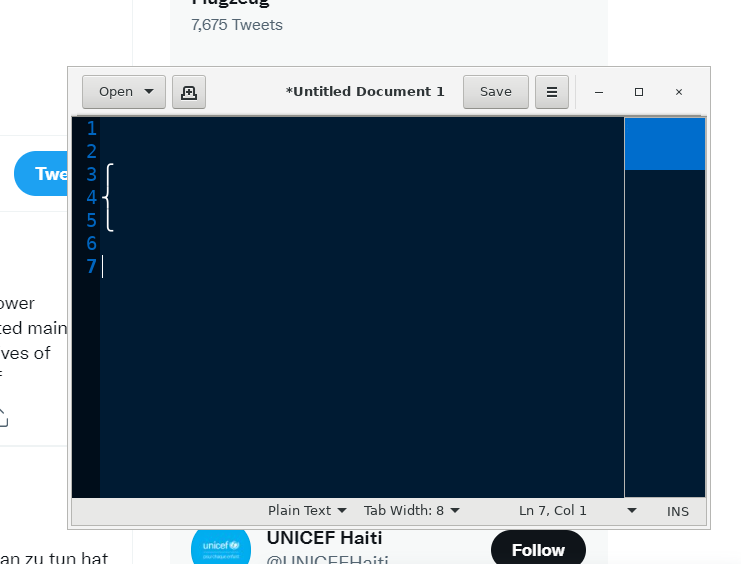 Flugzeug
7,675 Tweets
Open
*Untitled Document 1
Save
1
2
3 ⎧
4 ⎨
5 ⎩
6
7
Twe
ower
ted main
ves of
Plain Text
Tab Width: 8
Ln 7, Col 1
INS
unicef
UNICEF Haiti
@UNICEFHaiti
Follow
an zu tun hat